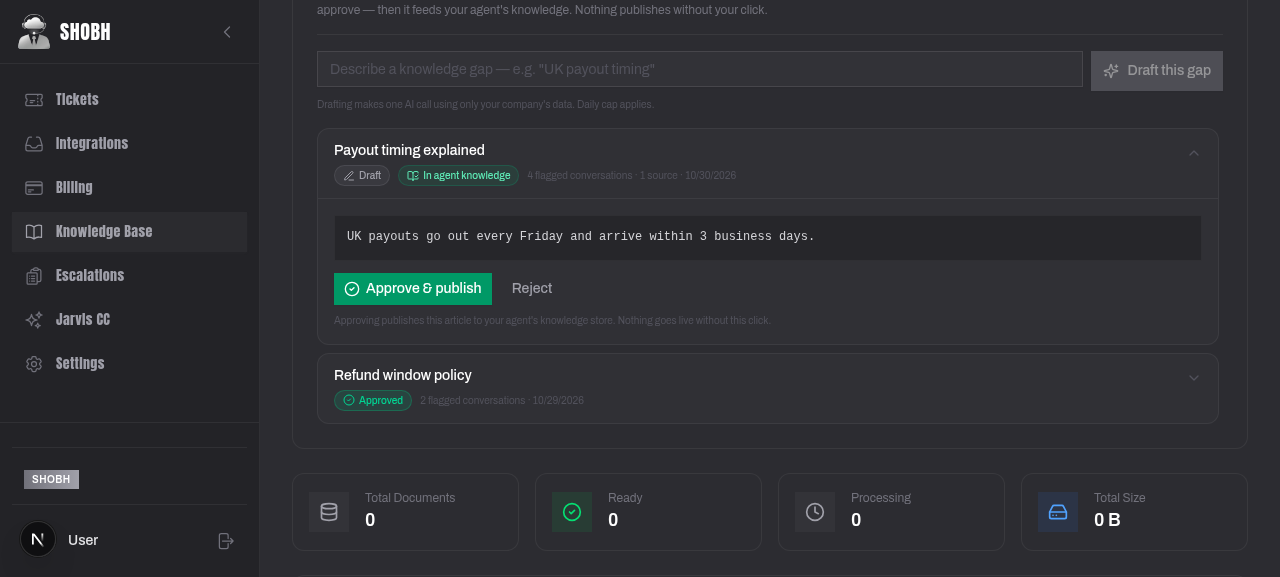 SHOBH
Tickets
Integrations
Billing
Knowledge Base
Escalations
Jarvis CC
Settings
SHOBH
N
User
approve — then it feeds your agent's knowledge. Nothing publishes without your click.
Describe a knowledge gap — e.g. "UK payout timing"
Draft this gap
Drafting makes one AI call using only your company's data. Daily cap applies.
Payout timing explained
Draft
In agent knowledge
4 flagged conversations · 1 source · 10/30/2026
UK payouts go out every Friday and arrive within 3 business days.
Approve & publish
Reject
Approving publishes this article to your agent's knowledge store. Nothing goes live without this click.
Refund window policy
Approved
2 flagged conversations · 10/29/2026
Total Documents
0
Ready
0
Processing
0
Total Size
0 B